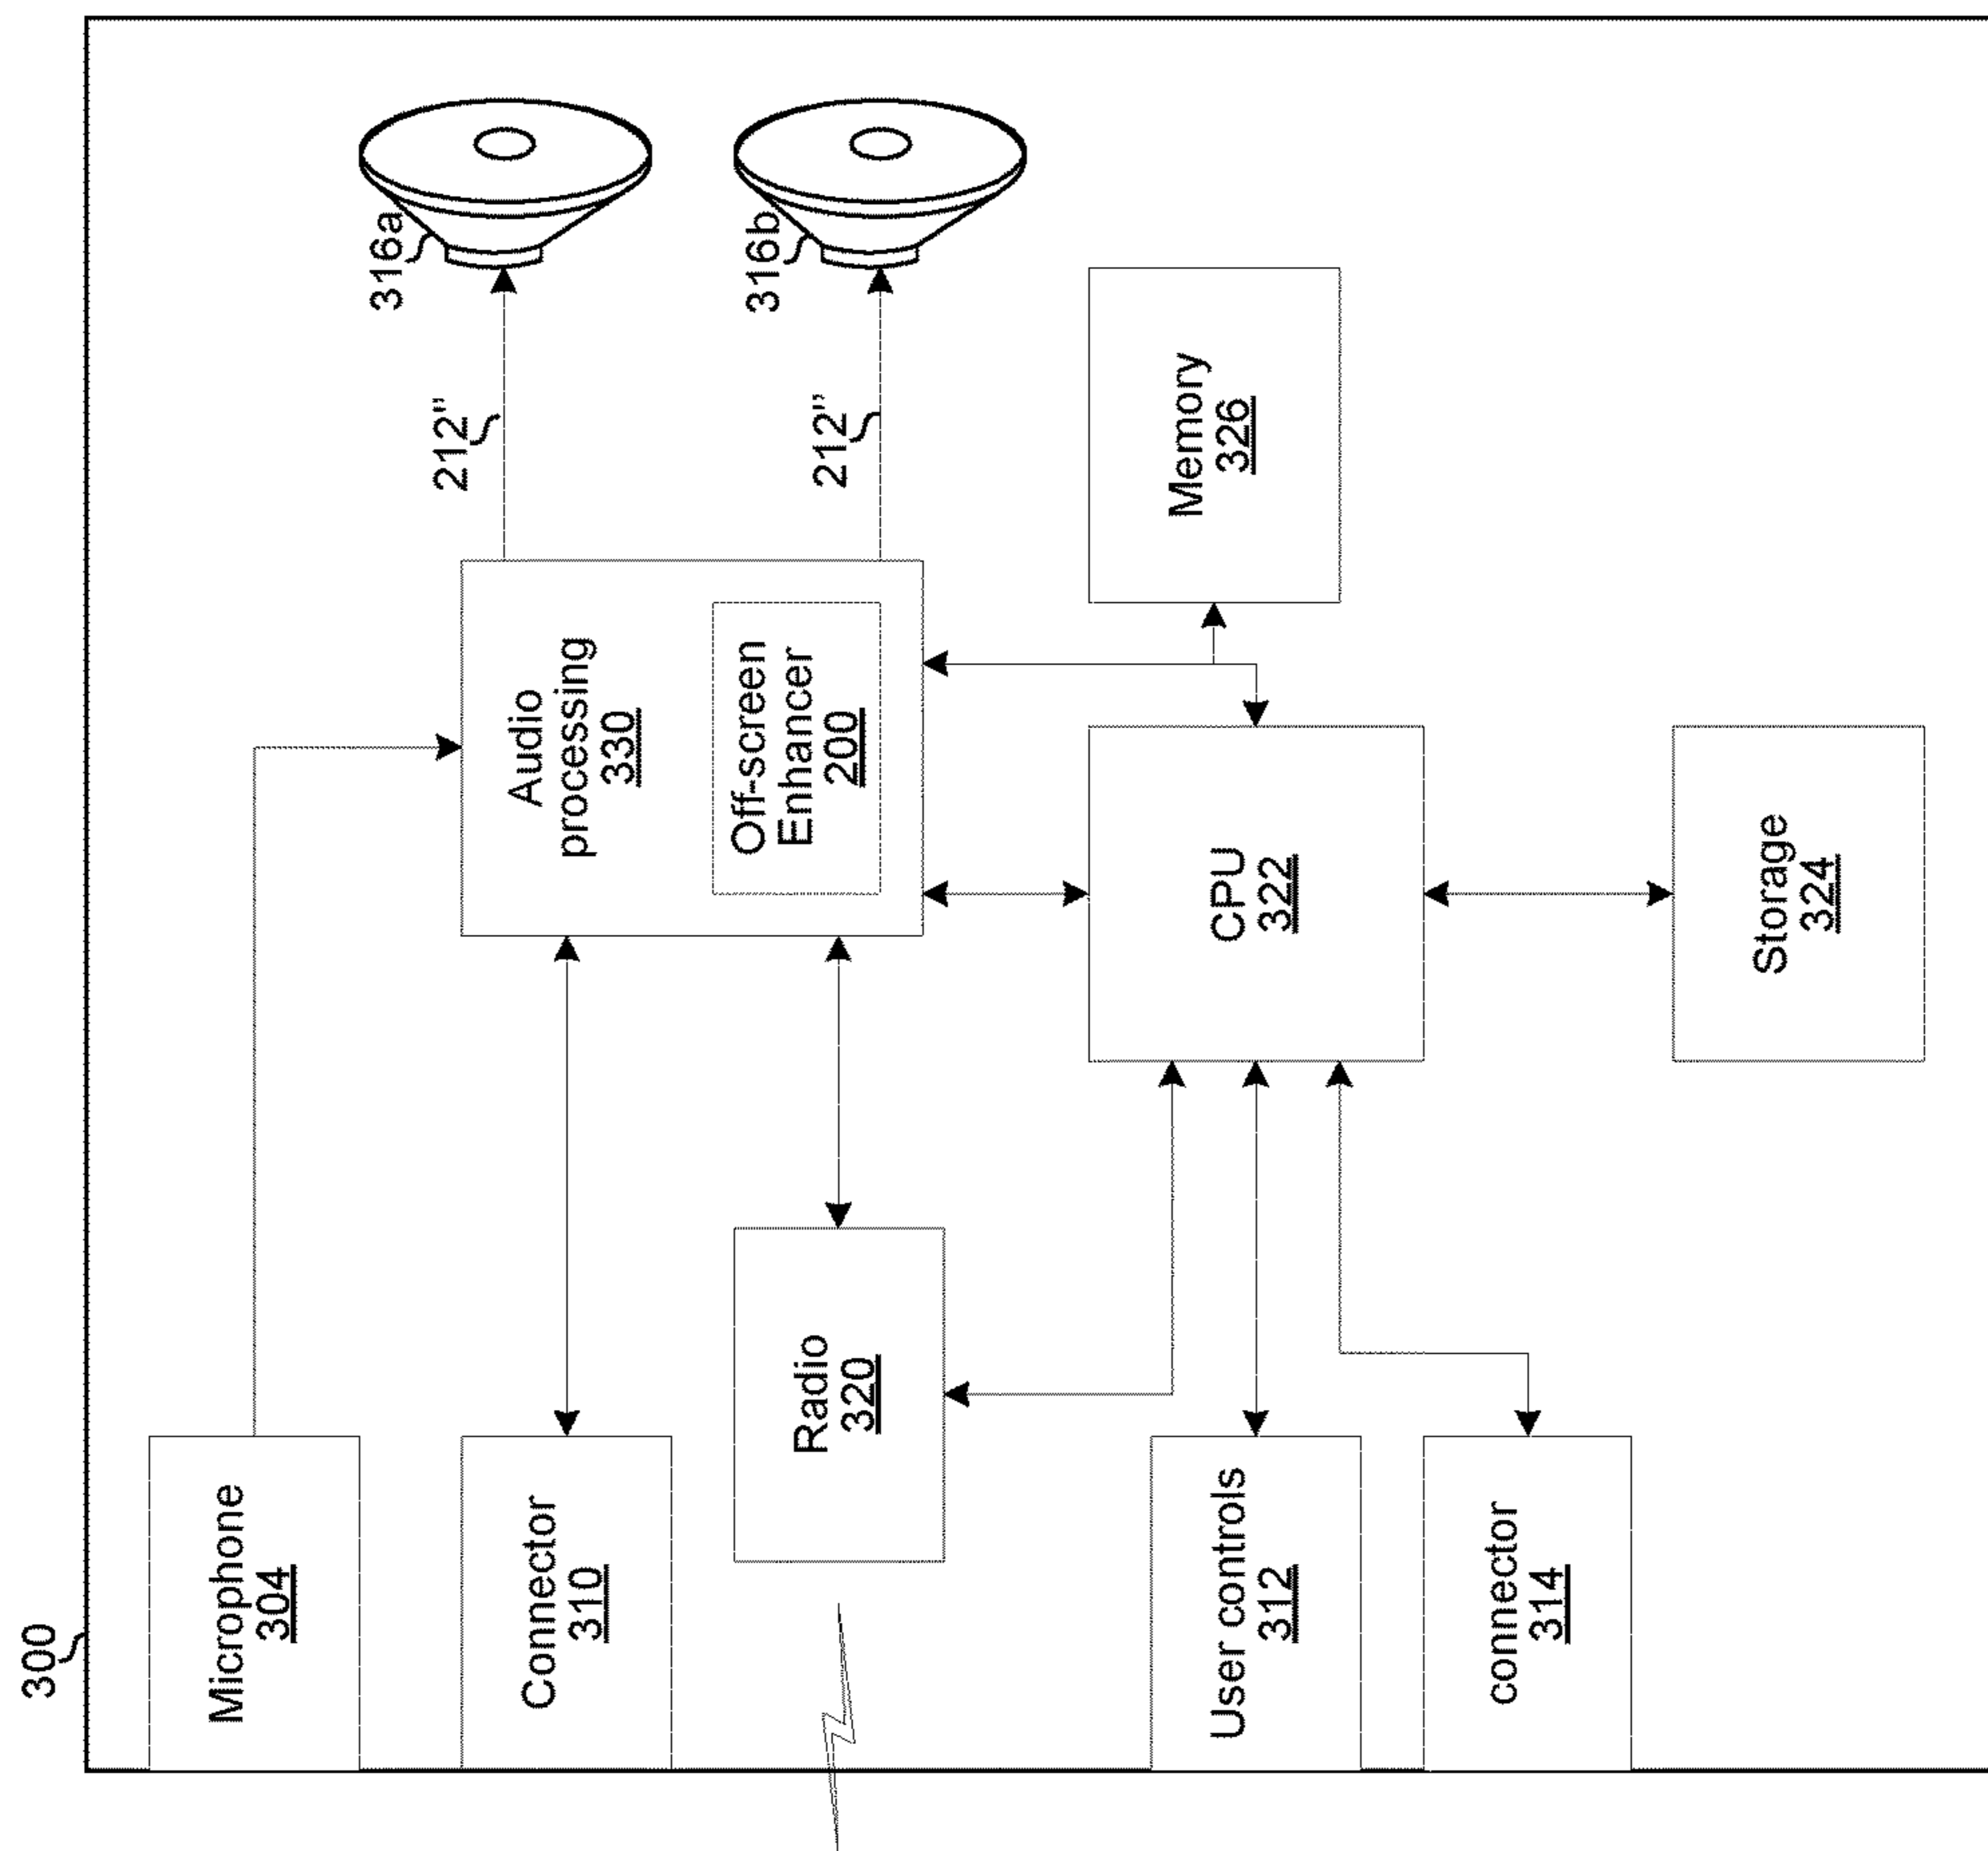 300
Microphone
304
Connector
310
Radio
320
User controls
312
connector
314
Audio
processing
330
Off-screen
Enhancer
200
CPU
322
Storage
324
Memory
326
212"
212"
316a
316b